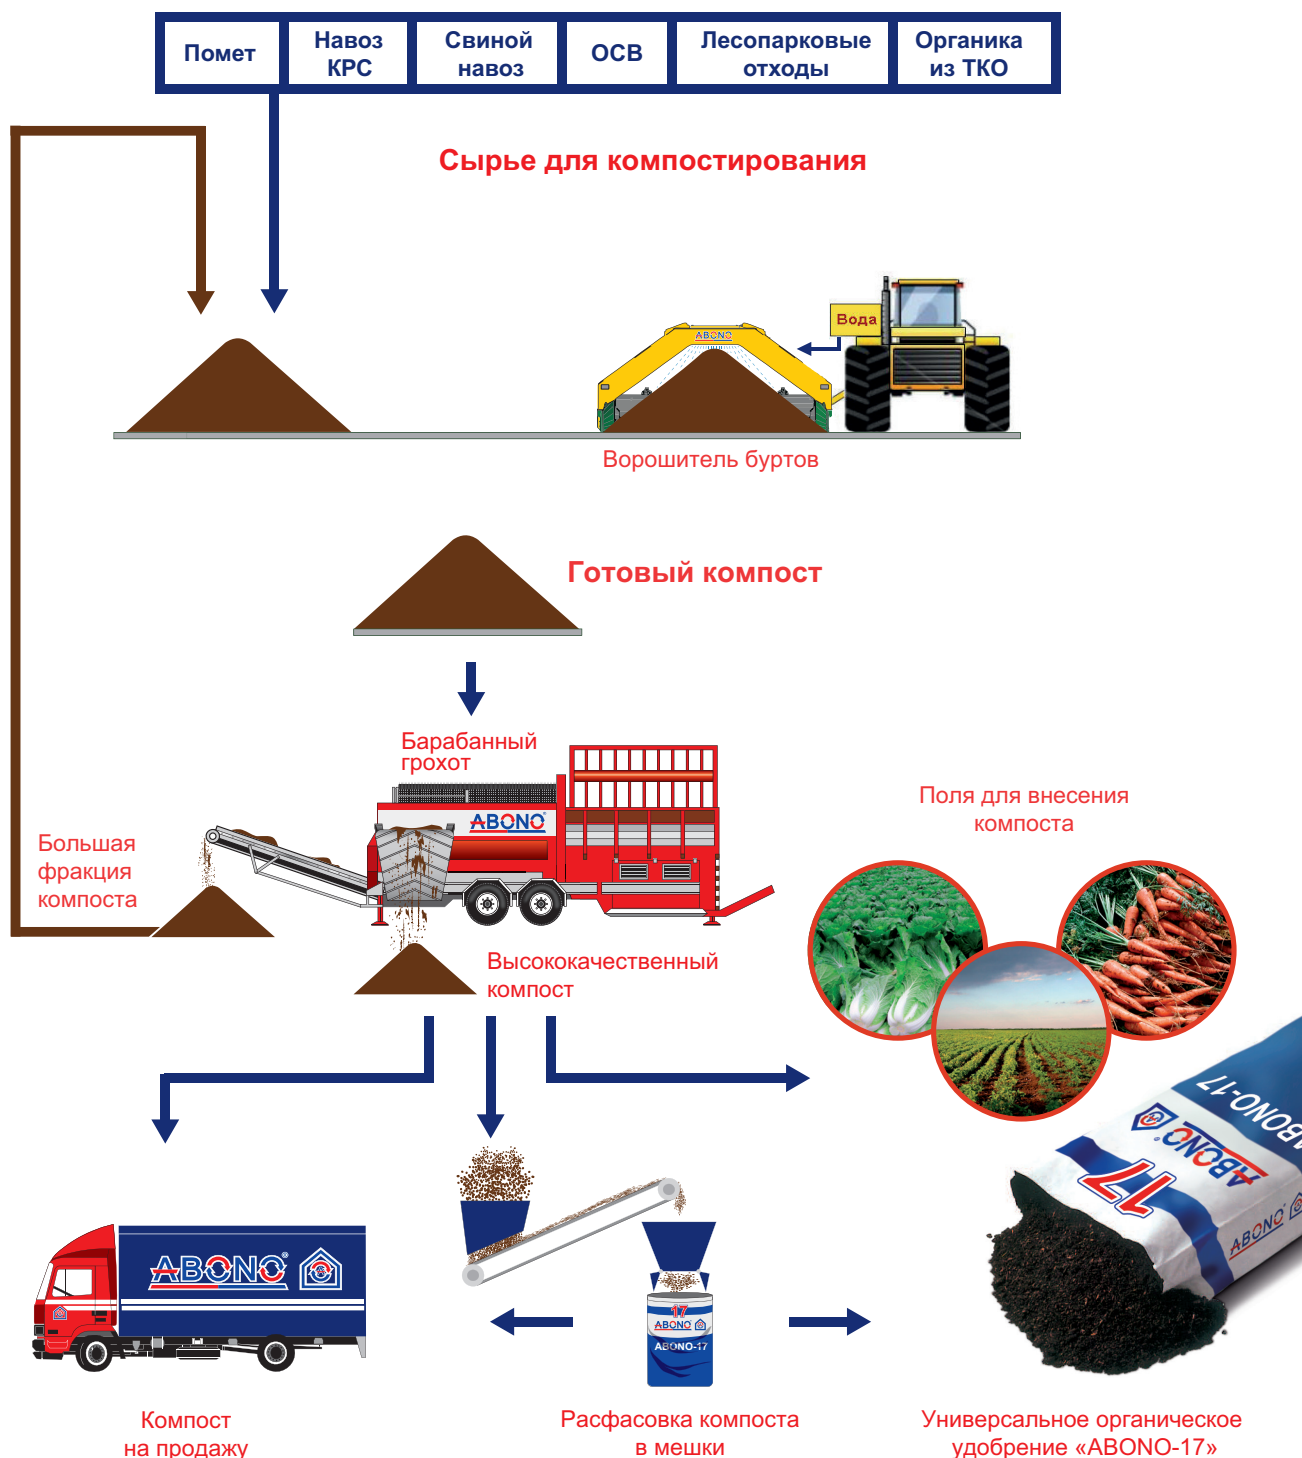 Помет
Навоз
КРС
Свиной
навоз
ОСВ
Лесопарковые
отходы
Органика
из ТКО
Сырье для компостирования
Вода
ABONO
Ворошитель буртов
Готовый компост
Барабанный
грохот
ABONO
Поля для внесения
компоста
Большая
фракция
компоста
Высококачественный
компост
ABONO-17
ABONO
17
ABONO
ABONO®
17
ABONO
ABONO-17
Компост
на продажу
Расфасовка компоста
в мешки
Универсальное органическое
удобрение «ABONO-17»